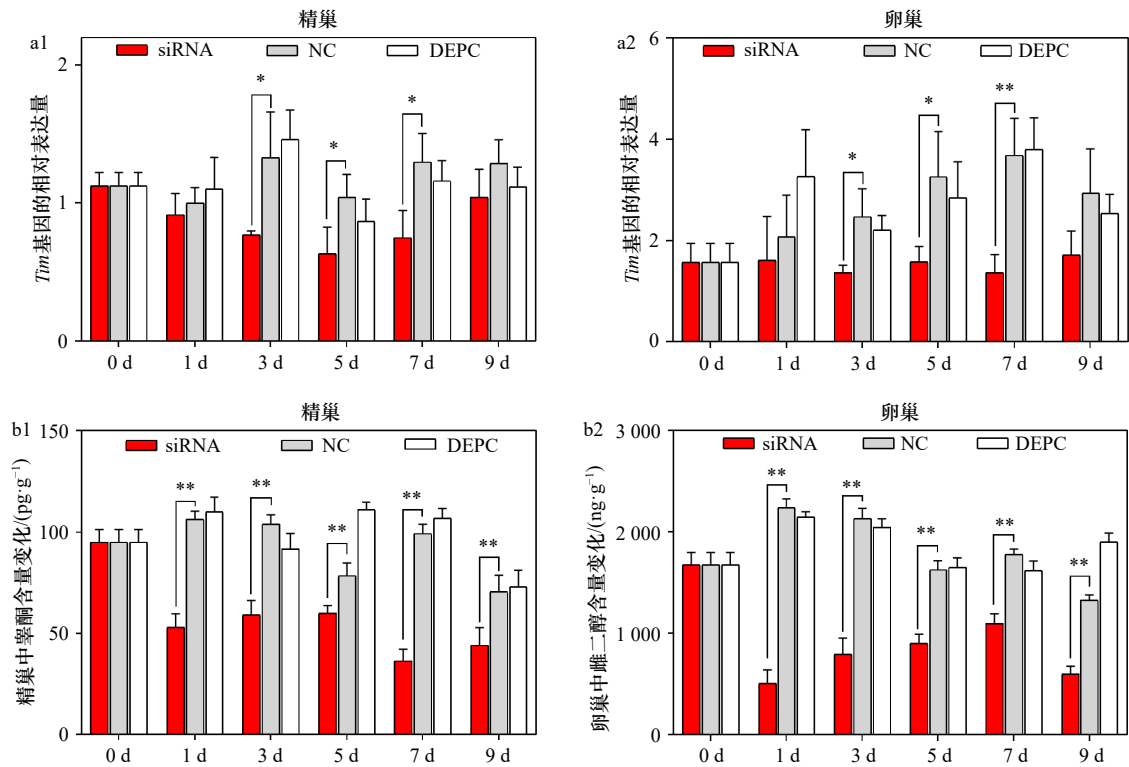 精巢
a1
siRNA NC DEPC
Tim基因的相对表达量
2
1
0
* * *
0 d 1 d 3 d 5 d 7 d 9 d
卵巢
a2
siRNA NC DEPC
Tim基因的相对表达量
6
4
2
0
* * **
0 d 1 d 3 d 5 d 7 d 9 d
精巢
b1
siRNA NC DEPC
精巢中睾酮含量变化/(pg·g⁻¹)
150
100
50
0
** ** ** ** **
0 d 1 d 3 d 5 d 7 d 9 d
卵巢
b2
siRNA NC DEPC
卵巢中雌二醇含量变化/(ng·g⁻¹)
3 000
2 000
1 000
0
** ** ** ** **
0 d 1 d 3 d 5 d 7 d 9 d